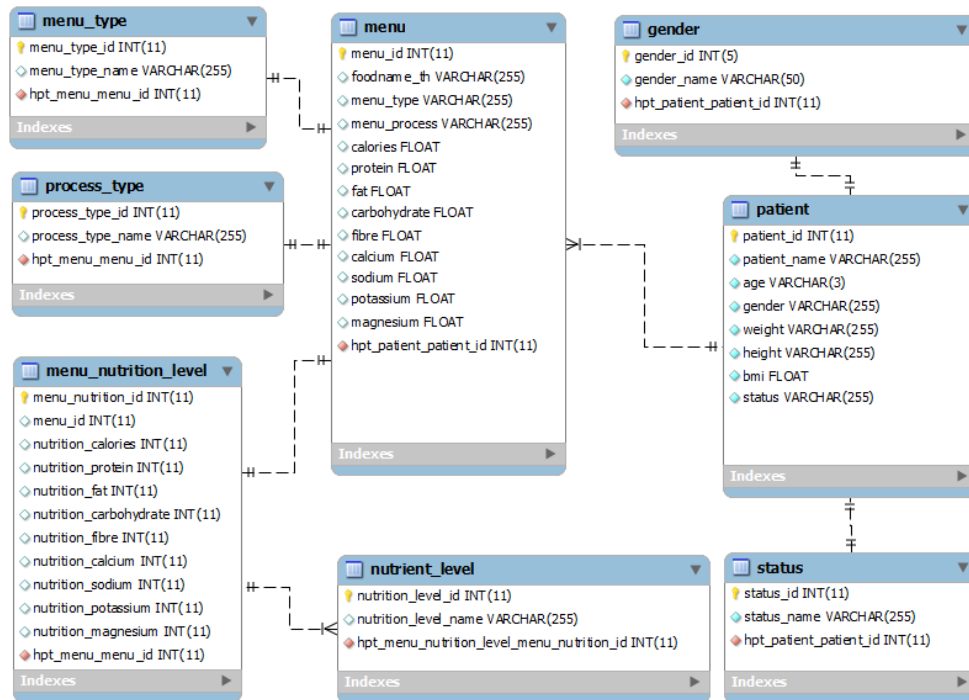 menu_type
menu_type_id INT(11)
menu_type_name VARCHAR(255)
hpt_menu_menu_id INT(11)
Indexes
process_type
process_type_id INT(11)
process_type_name VARCHAR(255)
hpt_menu_menu_id INT(11)
Indexes
menu_nutrition_level
menu_nutrition_id INT(11)
menu_id INT(11)
nutrition_calories INT(11)
nutrition_protein INT(11)
nutrition_fat INT(11)
nutrition_carbohydrate INT(11)
nutrition_fibre INT(11)
nutrition_calcium INT(11)
nutrition_sodium INT(11)
nutrition_potassium INT(11)
nutrition_magnesium INT(11)
hpt_menu_menu_id INT(11)
Indexes
menu
menu_id INT(11)
foodname_th VARCHAR(255)
menu_type VARCHAR(255)
menu_process VARCHAR(255)
calories FLOAT
protein FLOAT
fat FLOAT
carbohydrate FLOAT
fibre FLOAT
calcium FLOAT
sodium FLOAT
potassium FLOAT
magnesium FLOAT
hpt_patient_patient_id INT(11)
Indexes
nutrient_level
nutrition_level_id INT(11)
nutrition_level_name VARCHAR(255)
hpt_menu_nutrition_level_menu_nutrition_id INT(11)
Indexes
gender
gender_id INT(5)
gender_name VARCHAR(50)
hpt_patient_patient_id INT(11)
Indexes
patient
patient_id INT(11)
patient_name VARCHAR(255)
age VARCHAR(3)
gender VARCHAR(255)
weight VARCHAR(255)
height VARCHAR(255)
bmi FLOAT
status VARCHAR(255)
Indexes
status
status_id INT(11)
status_name VARCHAR(255)
hpt_patient_patient_id INT(11)
Indexes